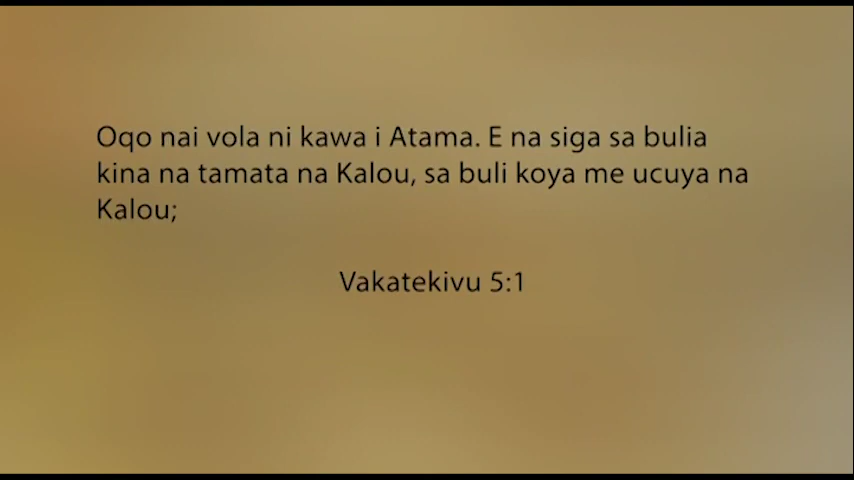 Oqo nai vola ni kawa i Atama. E na siga sa bulia
kina na tamata na Kalou, sa buli koya me ucuya na
Kalou;
Vakatekivu 5:1